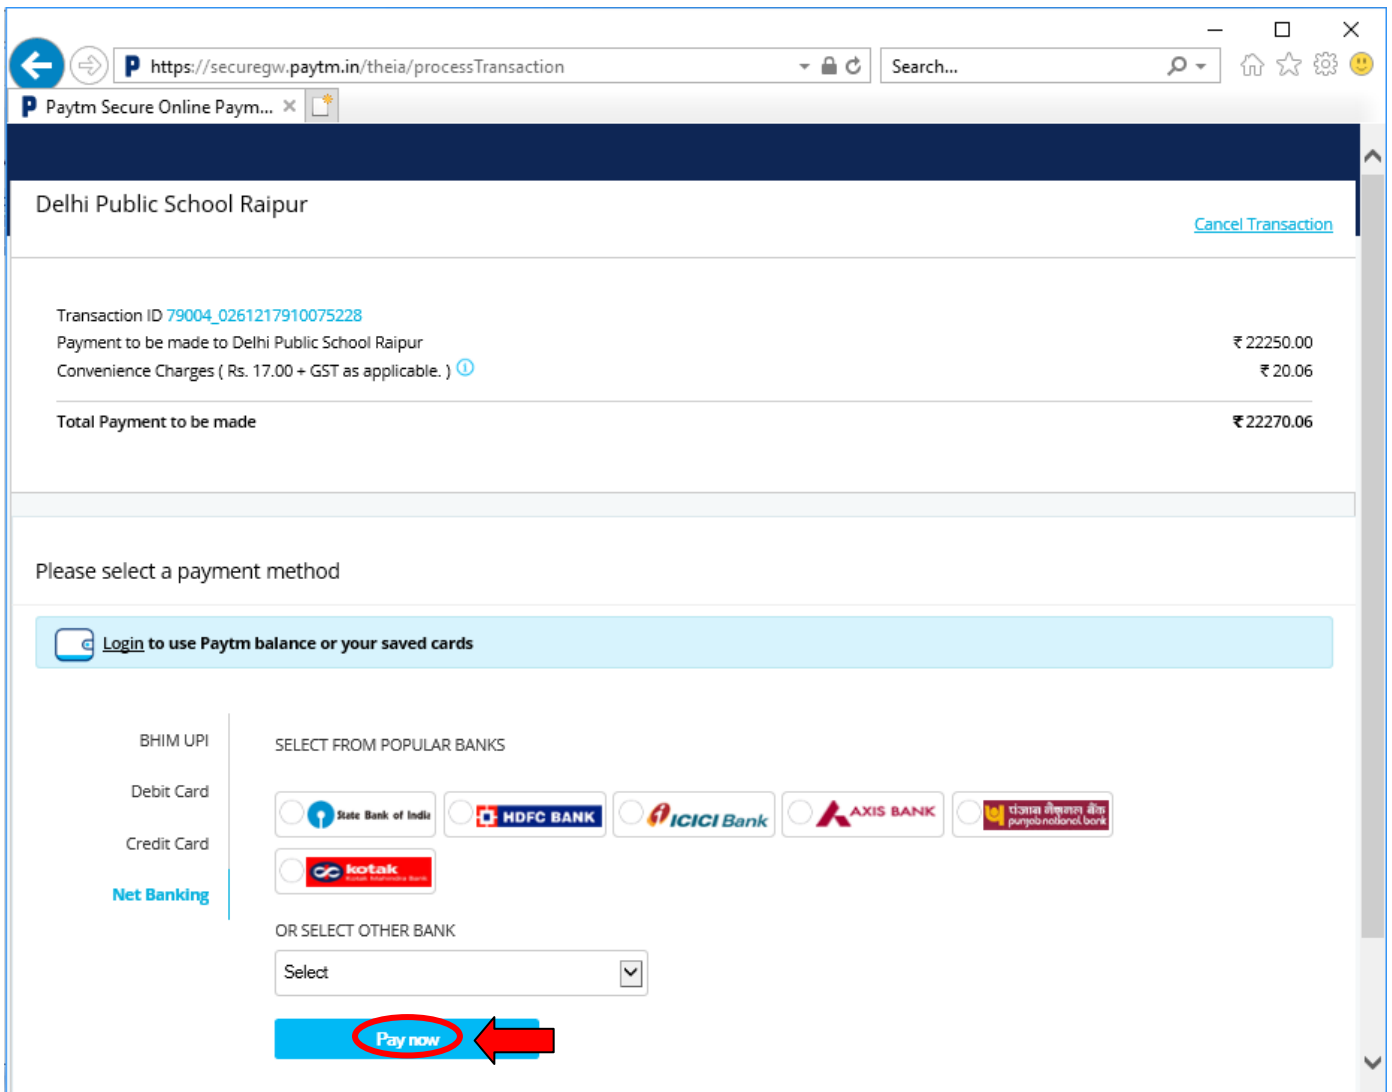 https://securegw.paytm.in/theia/processTransaction
Search...
Paytm Secure Online Paym...
Delhi Public School Raipur
Cancel Transaction
Transaction ID 79004_0261217910075228
Payment to be made to Delhi Public School Raipur ₹ 22250.00
Convenience Charges ( Rs. 17.00 + GST as applicable. ) ₹ 20.06
Total Payment to be made ₹ 22270.06
Please select a payment method
Login to use Paytm balance or your saved cards
BHIM UPI
Debit Card
Credit Card
Net Banking
SELECT FROM POPULAR BANKS
State Bank of India
HDFC BANK
ICICI Bank
AXIS BANK
पंजाब नैशनल बैंक
punjab national bank
kotak
Kotak Mahindra Bank
OR SELECT OTHER BANK
Select
Pay now